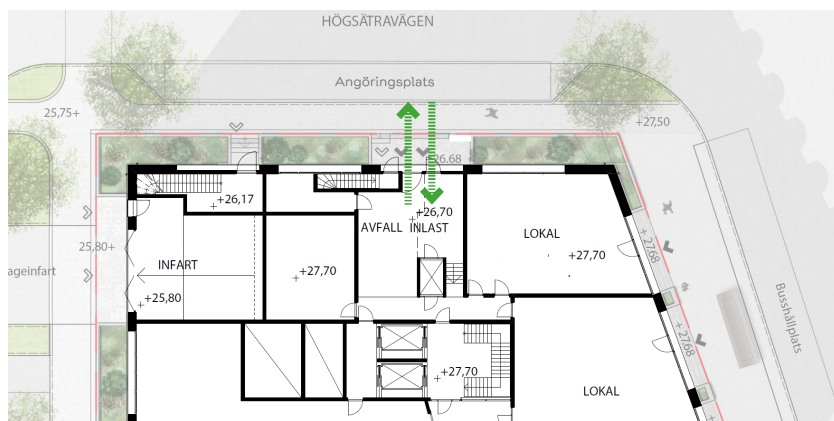 HÖGSÄTRAVÄGEN
Angöringsplats
25,75+
+27,50
+26.68
+26,17
+26,70
AVFALL INLAST
LOKAL
+27,68
25,80+
ageinfart
INFART
+27,70
+27,70
+25,80
Busshållplats
+27,68
+27,70
LOKAL